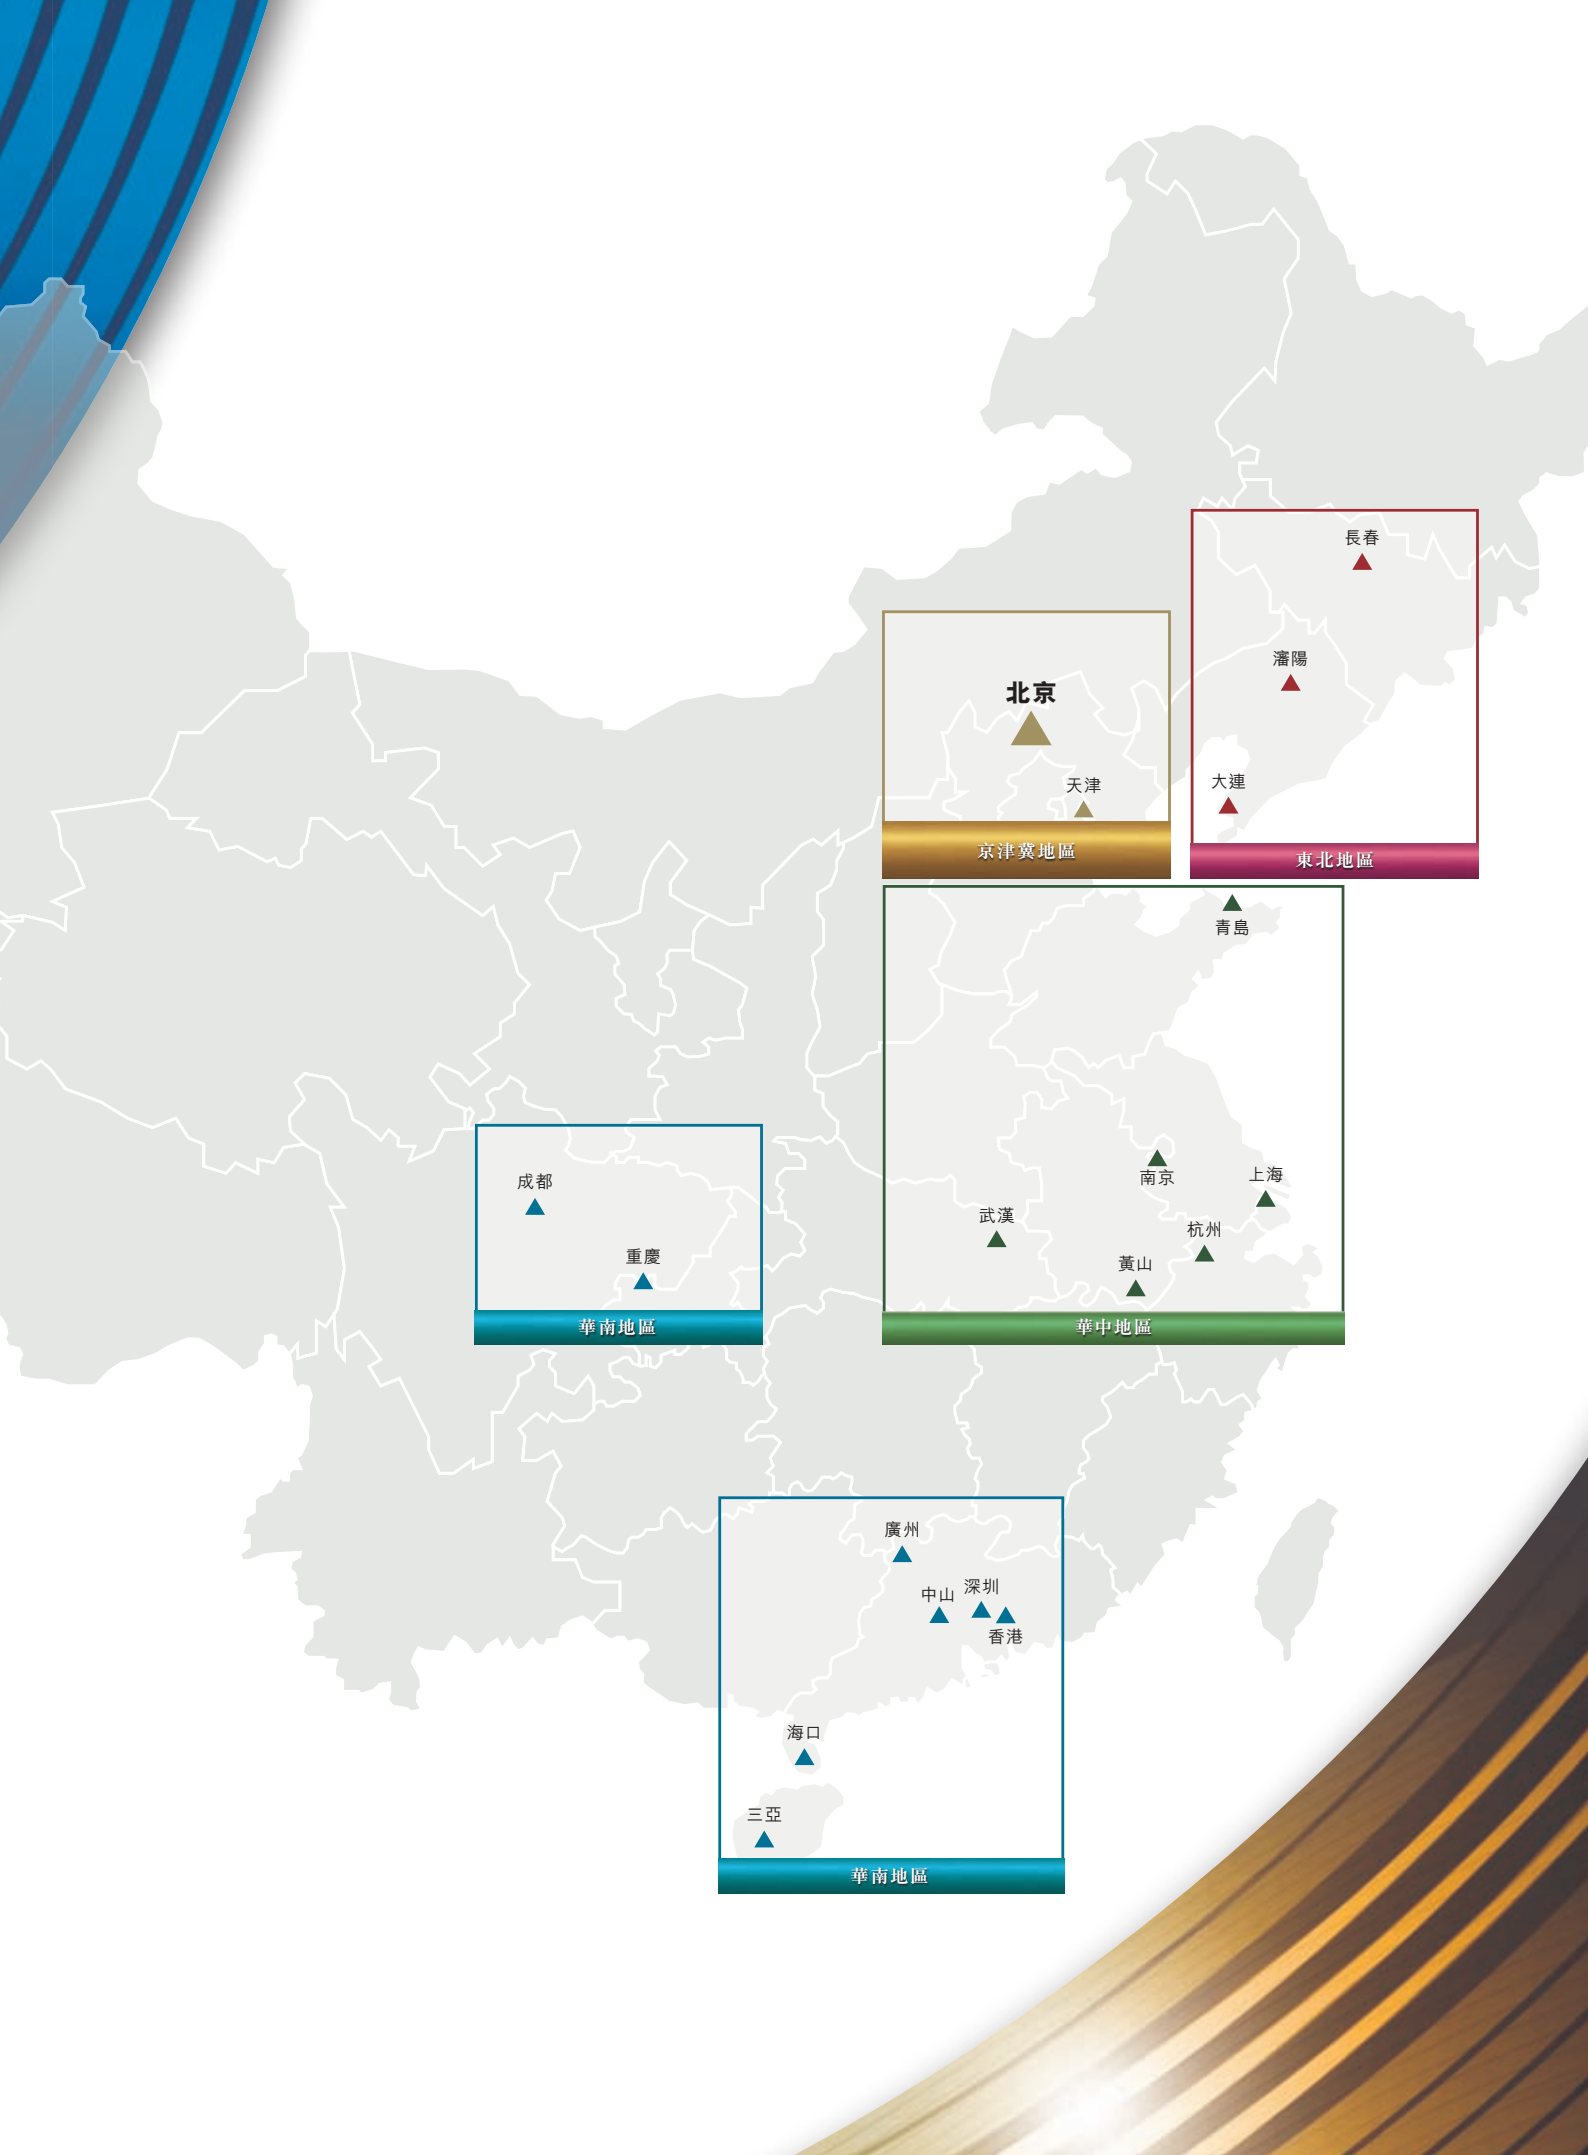 長春
瀋陽
大連
東北地區
北京
天津
京津冀地區
青島
南京
上海
武漢
杭州
黃山
華中地區
成都
重慶
華南地區
廣州
中山
深圳
香港
海口
三亞
華南地區